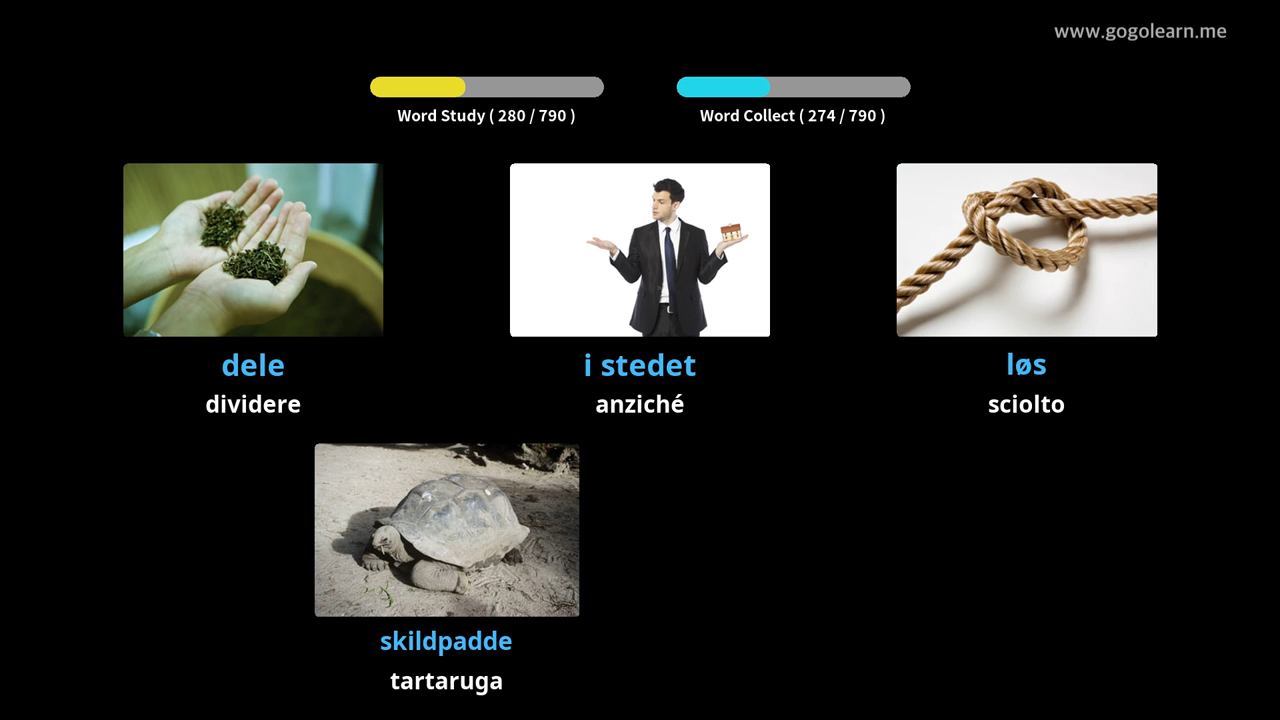 www.gogolearn.me
Word Study ( 280 / 790 )
Word Collect ( 274 / 790 )
dele
dividere
i stedet
anziché
løs
sciolto
skildpadde
tartaruga